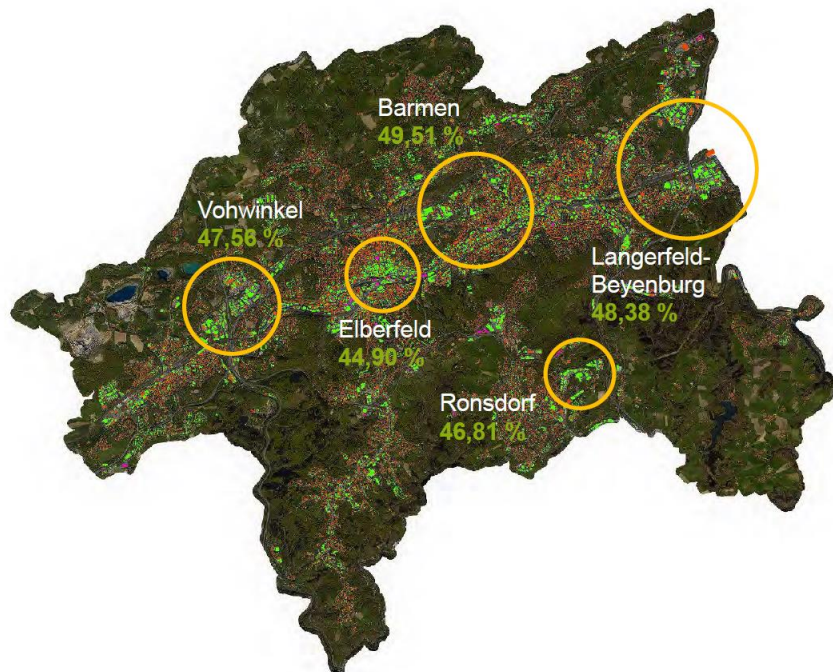 Barmen
49,51 %
Vohwinkel
47,56 %
Elberfeld
44,90 %
Langerfeld-
Beyenburg
48,38 %
Ronsdorf
46,81 %